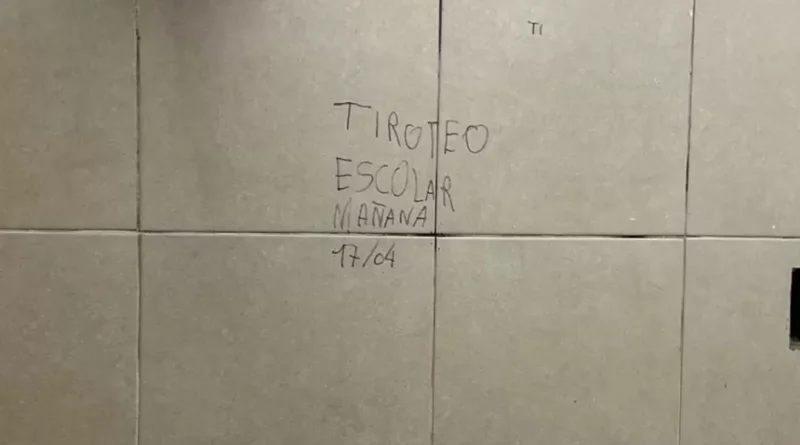 TI
TIROTEO
ESCOLAR
MAÑANA
17/04